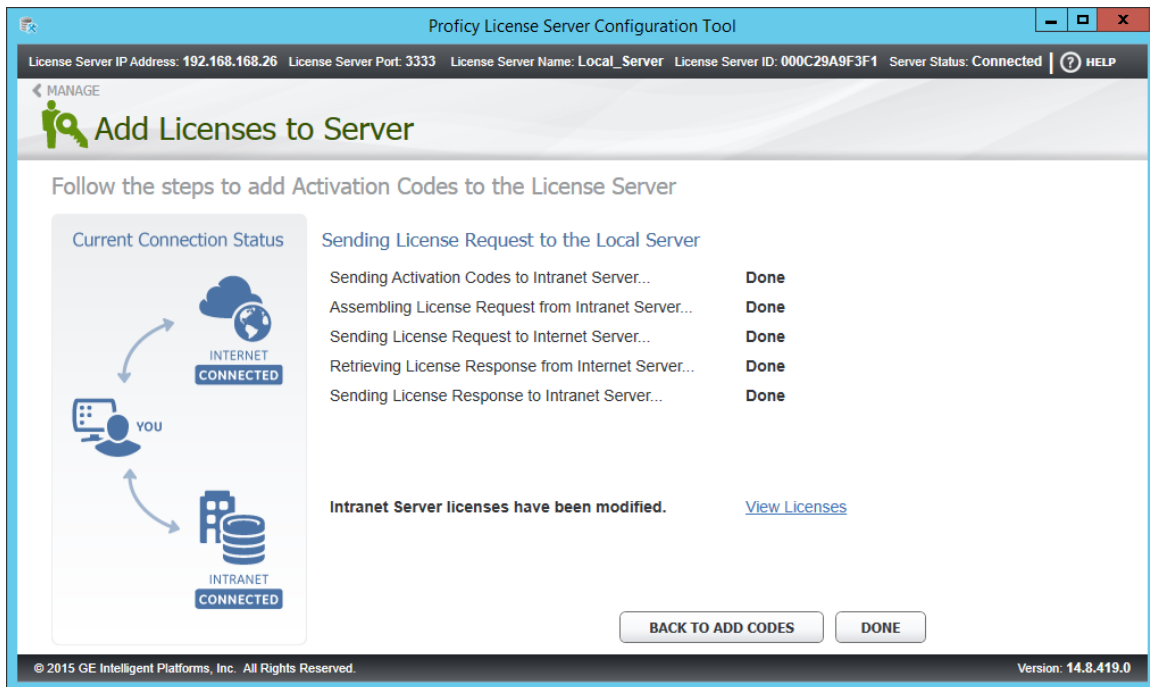 Proficy License Server Configuration Tool
License Server IP Address: 192.168.168.26 License Server Port: 3333 License Server Name: Local_Server License Server ID: 000C29A9F3F1 Server Status: Connected | ? HELP
MANAGE
Add Licenses to Server
Follow the steps to add Activation Codes to the License Server
Current Connection Status
INTERNET
CONNECTED
YOU
INTRANET
CONNECTED
Sending License Request to the Local Server
Sending Activation Codes to Intranet Server... Done
Assembling License Request from Intranet Server... Done
Sending License Request to Internet Server... Done
Retrieving License Response from Internet Server... Done
Sending License Response to Intranet Server... Done
Intranet Server licenses have been modified. View Licenses
BACK TO ADD CODES DONE
© 2015 GE Intelligent Platforms, Inc. All Rights Reserved. Version: 14.8.419.0